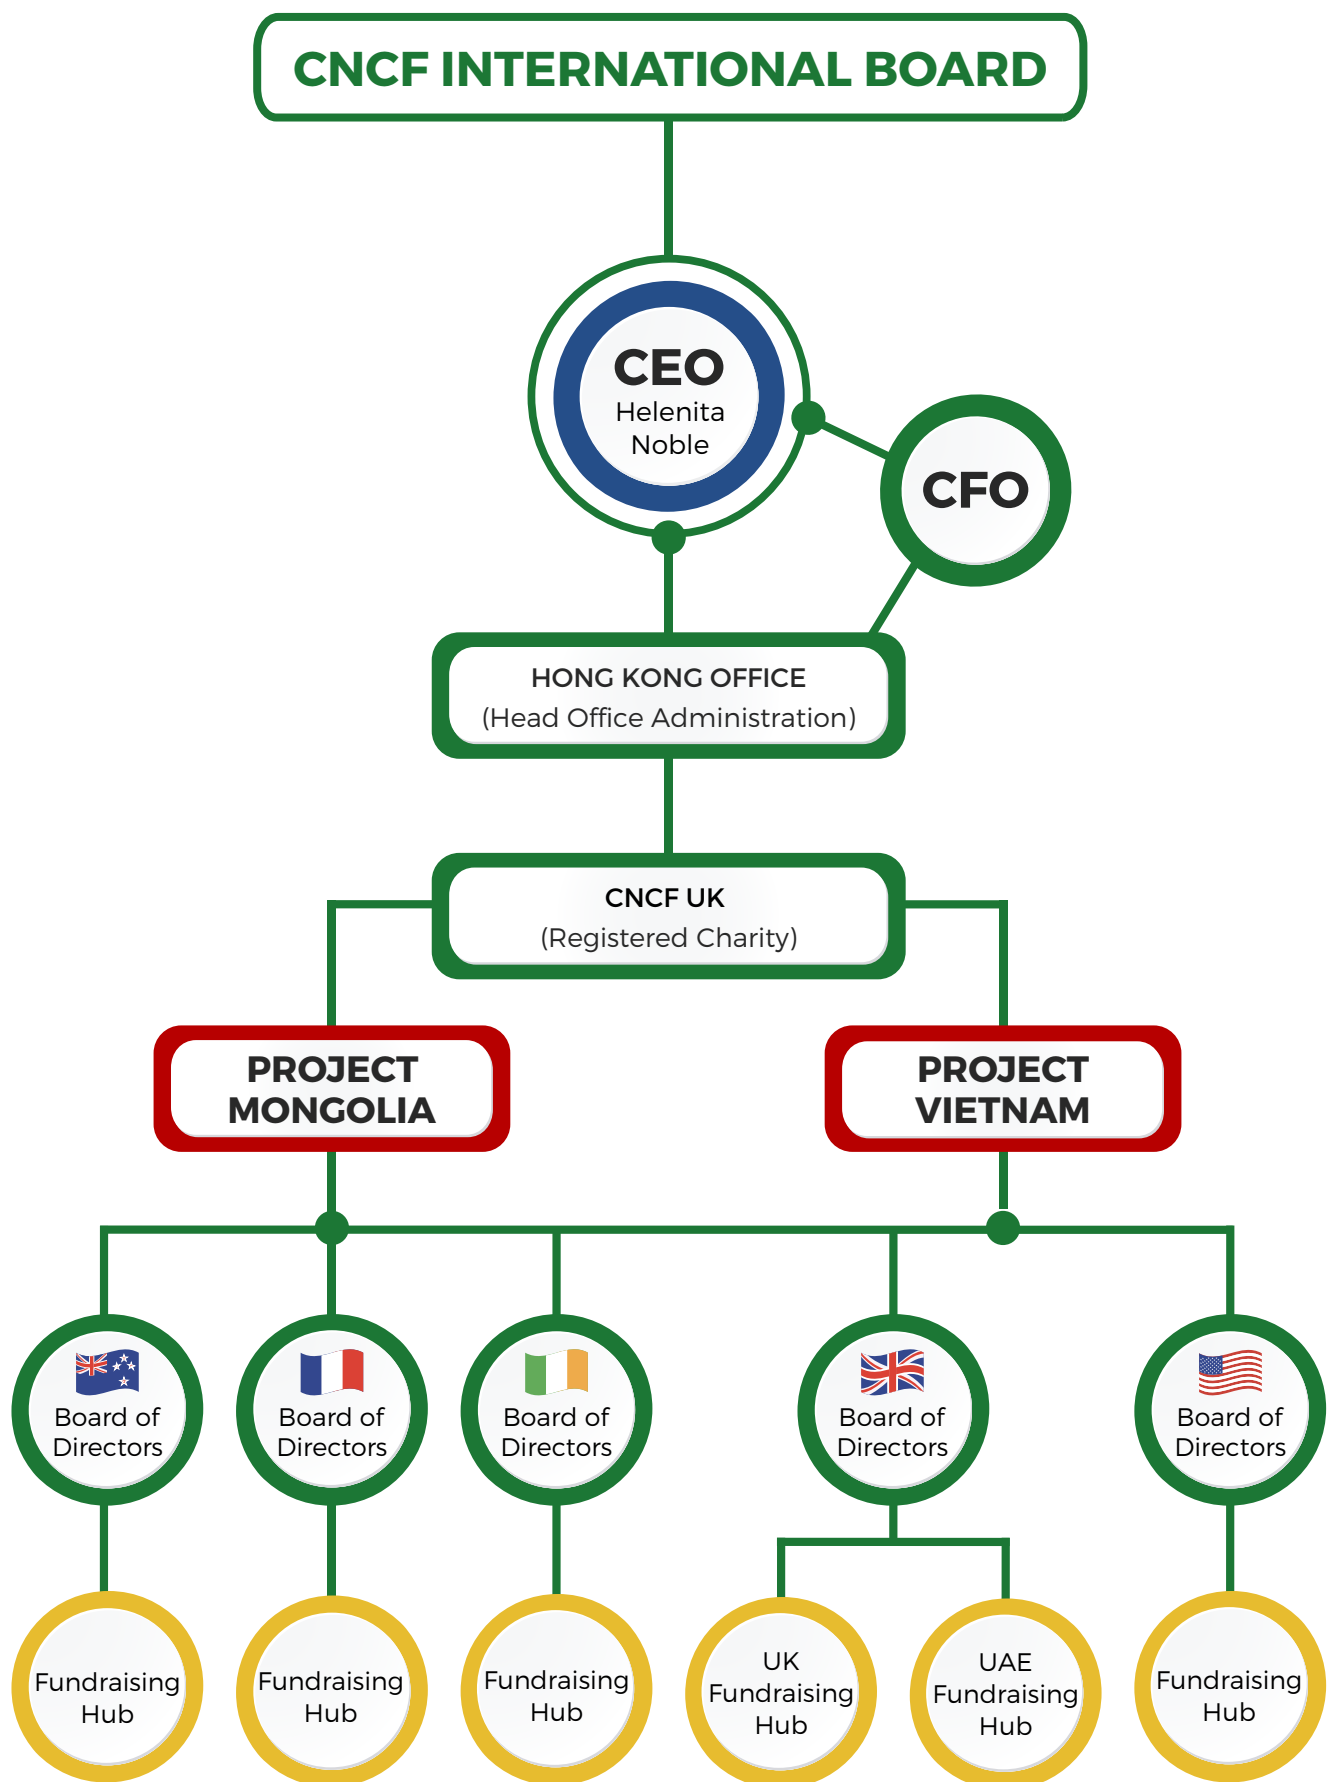 CNCF INTERNATIONAL BOARD
CEO
Helenita
Noble
CFO
HONG KONG OFFICE
(Head Office Administration)
CNCF UK
(Registered Charity)
PROJECT
MONGOLIA
PROJECT
VIETNAM
Board of
Directors
Board of
Directors
Board of
Directors
Board of
Directors
Board of
Directors
Fundraising
Hub
Fundraising
Hub
Fundraising
Hub
UK
Fundraising
Hub
UAE
Fundraising
Hub
Fundraising
Hub